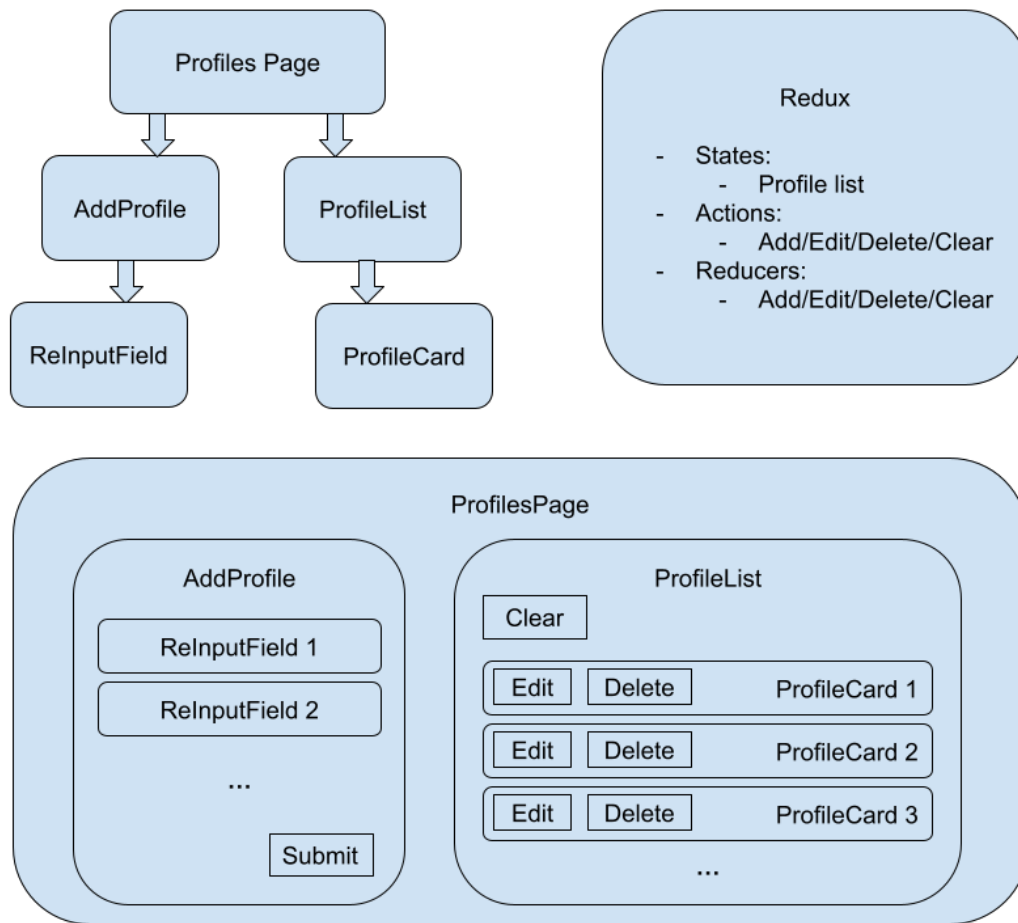 Profiles Page
AddProfile
ProfileList
ReInputField
ProfileCard
Redux
- States:
- Profile list
- Actions:
- Add/Edit/Delete/Clear
- Reducers:
- Add/Edit/Delete/Clear
ProfilesPage
AddProfile
ReInputField 1
ReInputField 2
...
Submit
ProfileList
Clear
Edit Delete ProfileCard 1
Edit Delete ProfileCard 2
Edit Delete ProfileCard 3
...